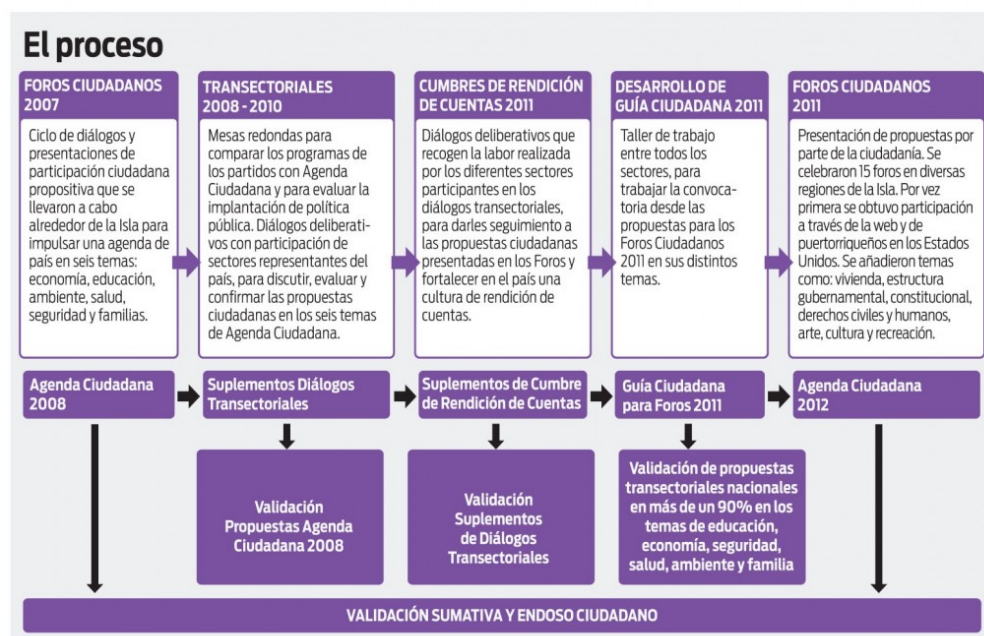 El proceso
FOROS CIUDADANOS
2007
Ciclo de diálogos y
presentaciones de
participación ciudadana
propositiva que se
llevaron a cabo
alrededor de la Isla para
impulsar una agenda de
país en seis temas:
economía, educación,
ambiente, salud,
seguridad y familias.
TRANSECTORIALES
2008 - 2010
Mesas redondas para
comparar los programas de
los partidos con Agenda
Ciudadana y para evaluar la
implantación de política
pública. Diálogos deliberati-
vos con participación de
sectores representantes del
país, para discutir, evaluar y
confirmar las propuestas
ciudadanas en los seis temas
de Agenda Ciudadana.
CUMBRES DE RENDICIÓN
DE CUENTAS 2011
Diálogos deliberativos que
recogen la labor realizada
por los diferentes sectores
participantes en los
diálogos transectoriales,
para darles seguimiento a
las propuestas ciudadanas
presentadas en los Foros y
fortalecer en el país una
cultura de rendición de
cuentas.
DESARROLLO DE
GUÍA CIUDADANA 2011
Taller de trabajo
entre todos los
sectores, para
trabajar la convoca-
toria desde las
propuestas para los
Foros Ciudadanos
2011 en sus distintos
temas.
FOROS CIUDADANOS
2011
Presentación de propuestas por
parte de la ciudadanía. Se
celebraron 15 foros en diversas
regiones de la Isla. Por vez
primera se obtuvo participación
a través de la web y de
puertorriqueños en los Estados
Unidos. Se añadieron temas
como: vivienda, estructura
gubernamental, constitucional,
derechos civiles y humanos,
arte, cultura y recreación.
Agenda Ciudadana
2008
Suplementos Diálogos
Transectoriales
Suplementos de Cumbre
de Rendición de Cuentas
Guía Ciudadana
para Foros 2011
Agenda Ciudadana
2012
Validación
Propuestas Agenda
Ciudadana 2008
Validación
Suplementos
de Diálogos
Transectoriales
Validación de propuestas
transectoriales nacionales
en más de un 90% en los
temas de educación,
economía, seguridad,
salud, ambiente y familia
VALIDACIÓN SUMATIVA Y ENDOSO CIUDADANO